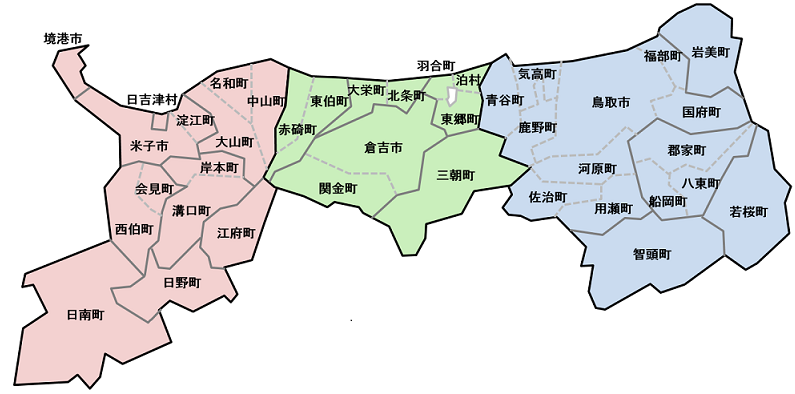 境港市
日吉津村
名和町
中山町
淀江町
大山町
米子市
岸本町
会見町
溝口町
西伯町
江府町
日野町
日南町
羽合町
泊村
大栄町
北条町
東伯町
赤碕町
東郷町
倉吉市
関金町
三朝町
岩美町
福部町
気高町
青谷町
鳥取市
国府町
鹿野町
郡家町
河原町
八東町
佐治町
用瀬町
船岡町
若桜町
智頭町